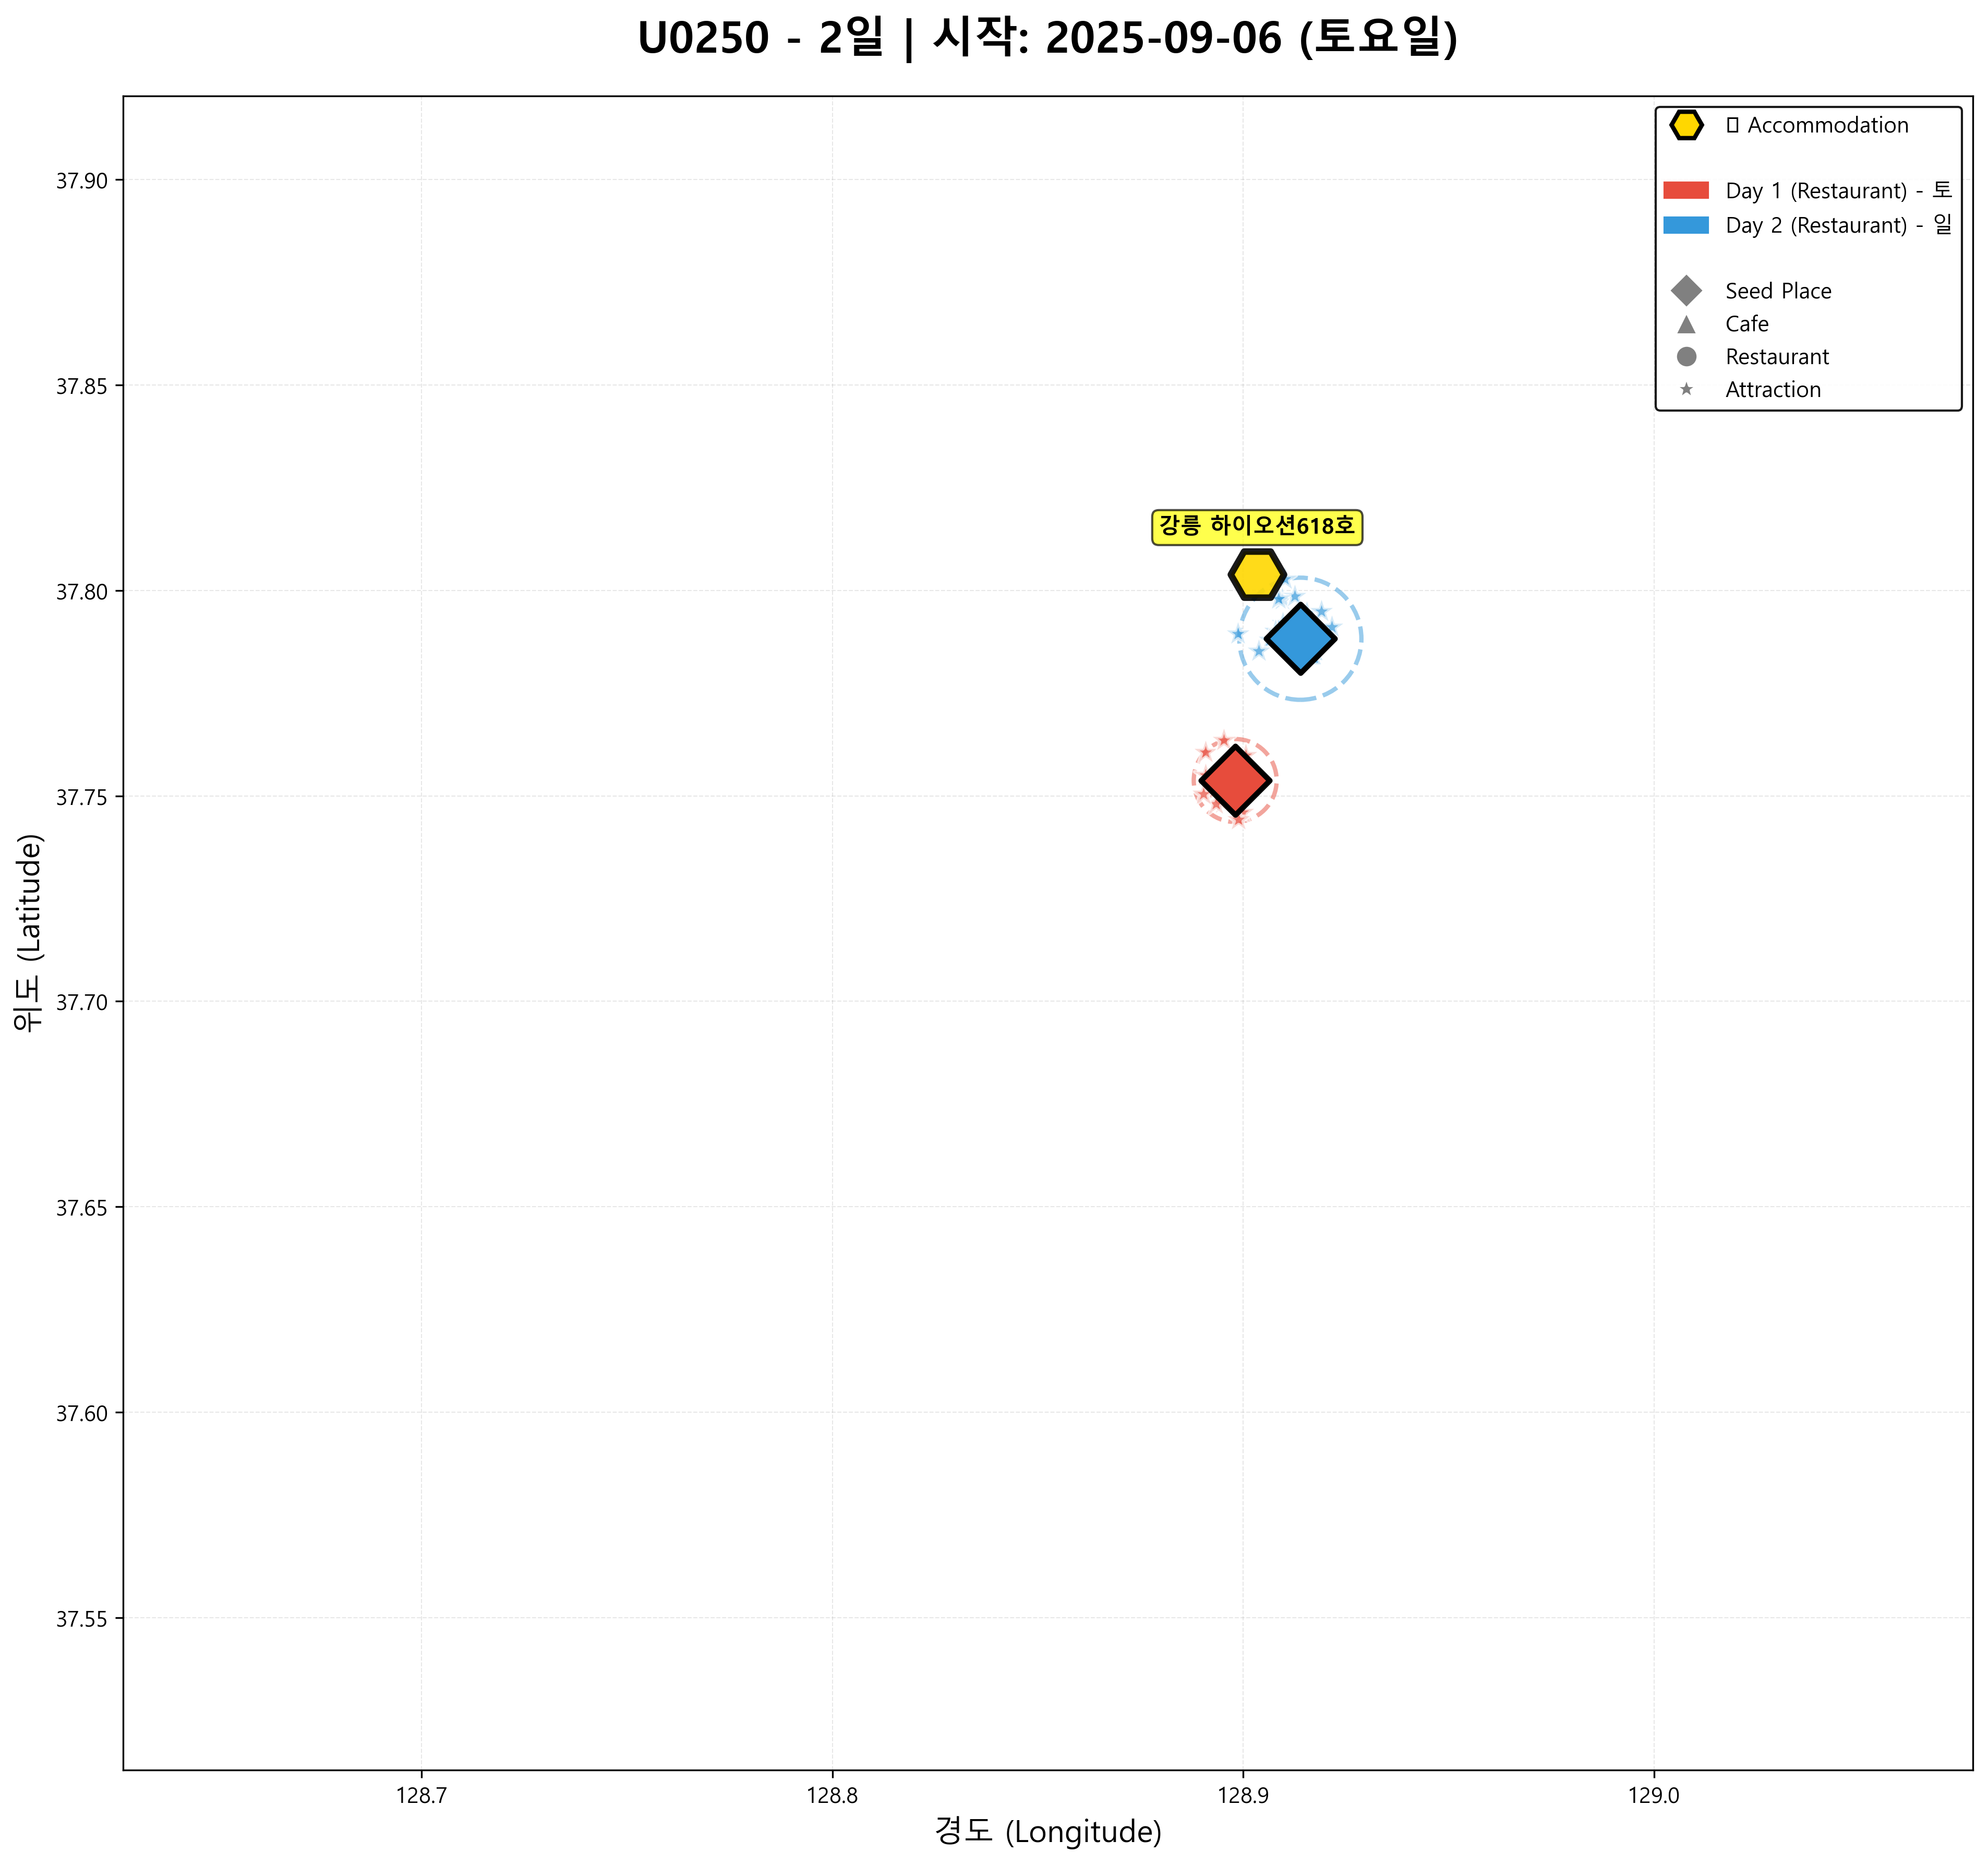 U0250 - 2일 | 시작: 2025-09-06 (토요일)
Accommodation
Day 1 (Restaurant) - 토
Day 2 (Restaurant) - 일
Seed Place
Cafe
Restaurant
Attraction
강릉 하이오션618호
37.90
37.85
37.80
37.75
37.70
37.65
37.60
37.55
위도 (Latitude)
128.7
128.8
128.9
129.0
경도 (Longitude)